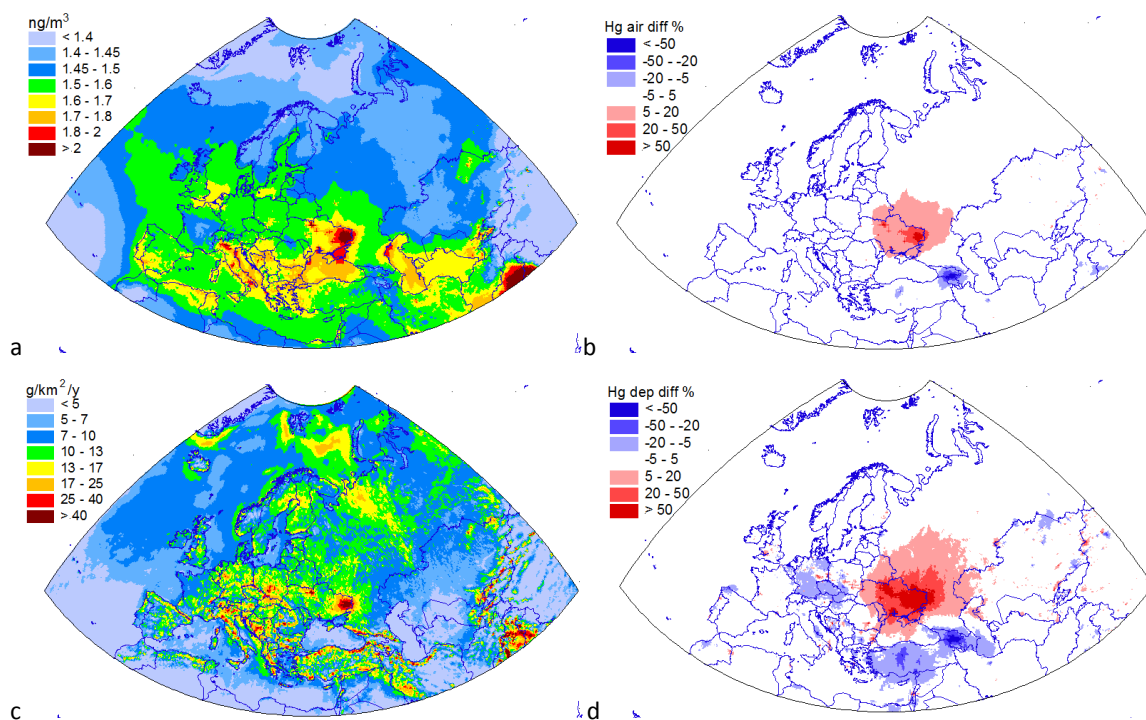 ng/m³
< 1.4
1.4 - 1.45
1.45 - 1.5
1.5 - 1.6
1.6 - 1.7
1.7 - 1.8
1.8 - 2
> 2
a
Hg air diff %
< -50
-50 - -20
-20 - -5
-5 - 5
5 - 20
20 - 50
> 50
b
g/km² /y
< 5
5 - 7
7 - 10
10 - 13
13 - 17
17 - 25
25 - 40
> 40
c
Hg dep diff %
< -50
-50 - -20
-20 - -5
-5 - 5
5 - 20
20 - 50
> 50
d